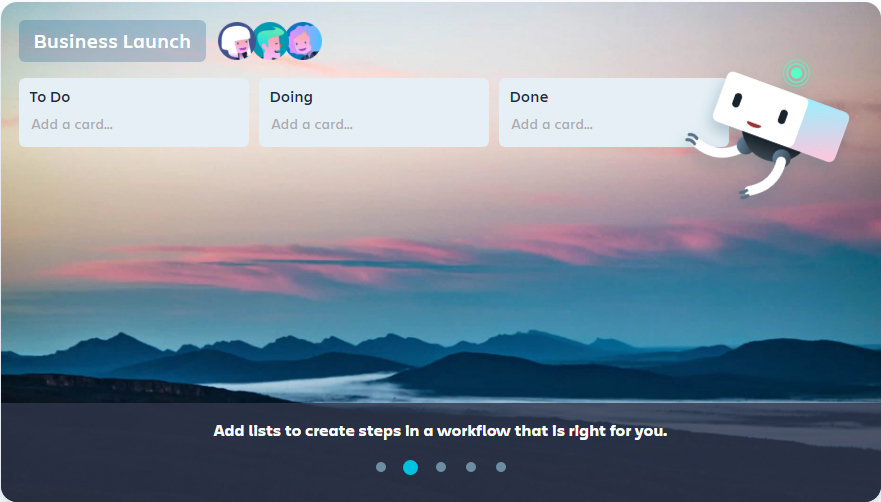 Business Launch
To Do
Add a card...
Doing
Add a card...
Done
Add a card...
Add lists to create steps in a workflow that is right for you.